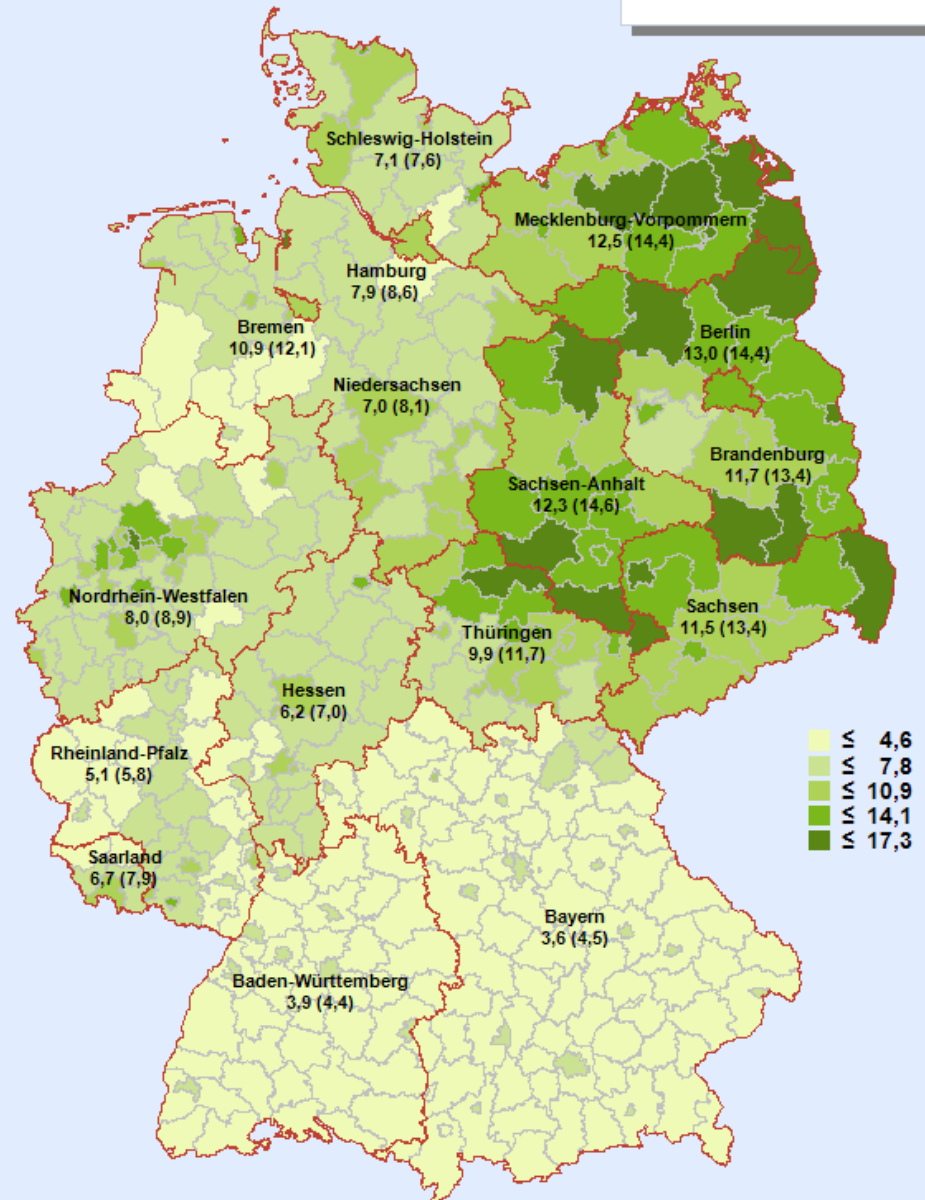 Schleswig-Holstein
7,1 (7,6)
Mecklenburg-Vorpommern
12,5 (14,4)
Hamburg
7,9 (8,6)
Bremen
10,9 (12,1)
Berlin
13,0 (14,4)
Niedersachsen
7,0 (8,1)
Brandenburg
11,7 (13,4)
Sachsen-Anhalt
12,3 (14,6)
Nordrhein-Westfalen
8,0 (8,9)
Sachsen
11,5 (13,4)
Thüringen
9,9 (11,7)
Hessen
6,2 (7,0)
Rheinland-Pfalz
5,1 (5,8)
Saarland
6,7 (7,9)
Bayern
3,6 (4,5)
Baden-Württemberg
3,9 (4,4)
≤ 4,6
≤ 7,8
≤ 10,9
≤ 14,1
≤ 17,3